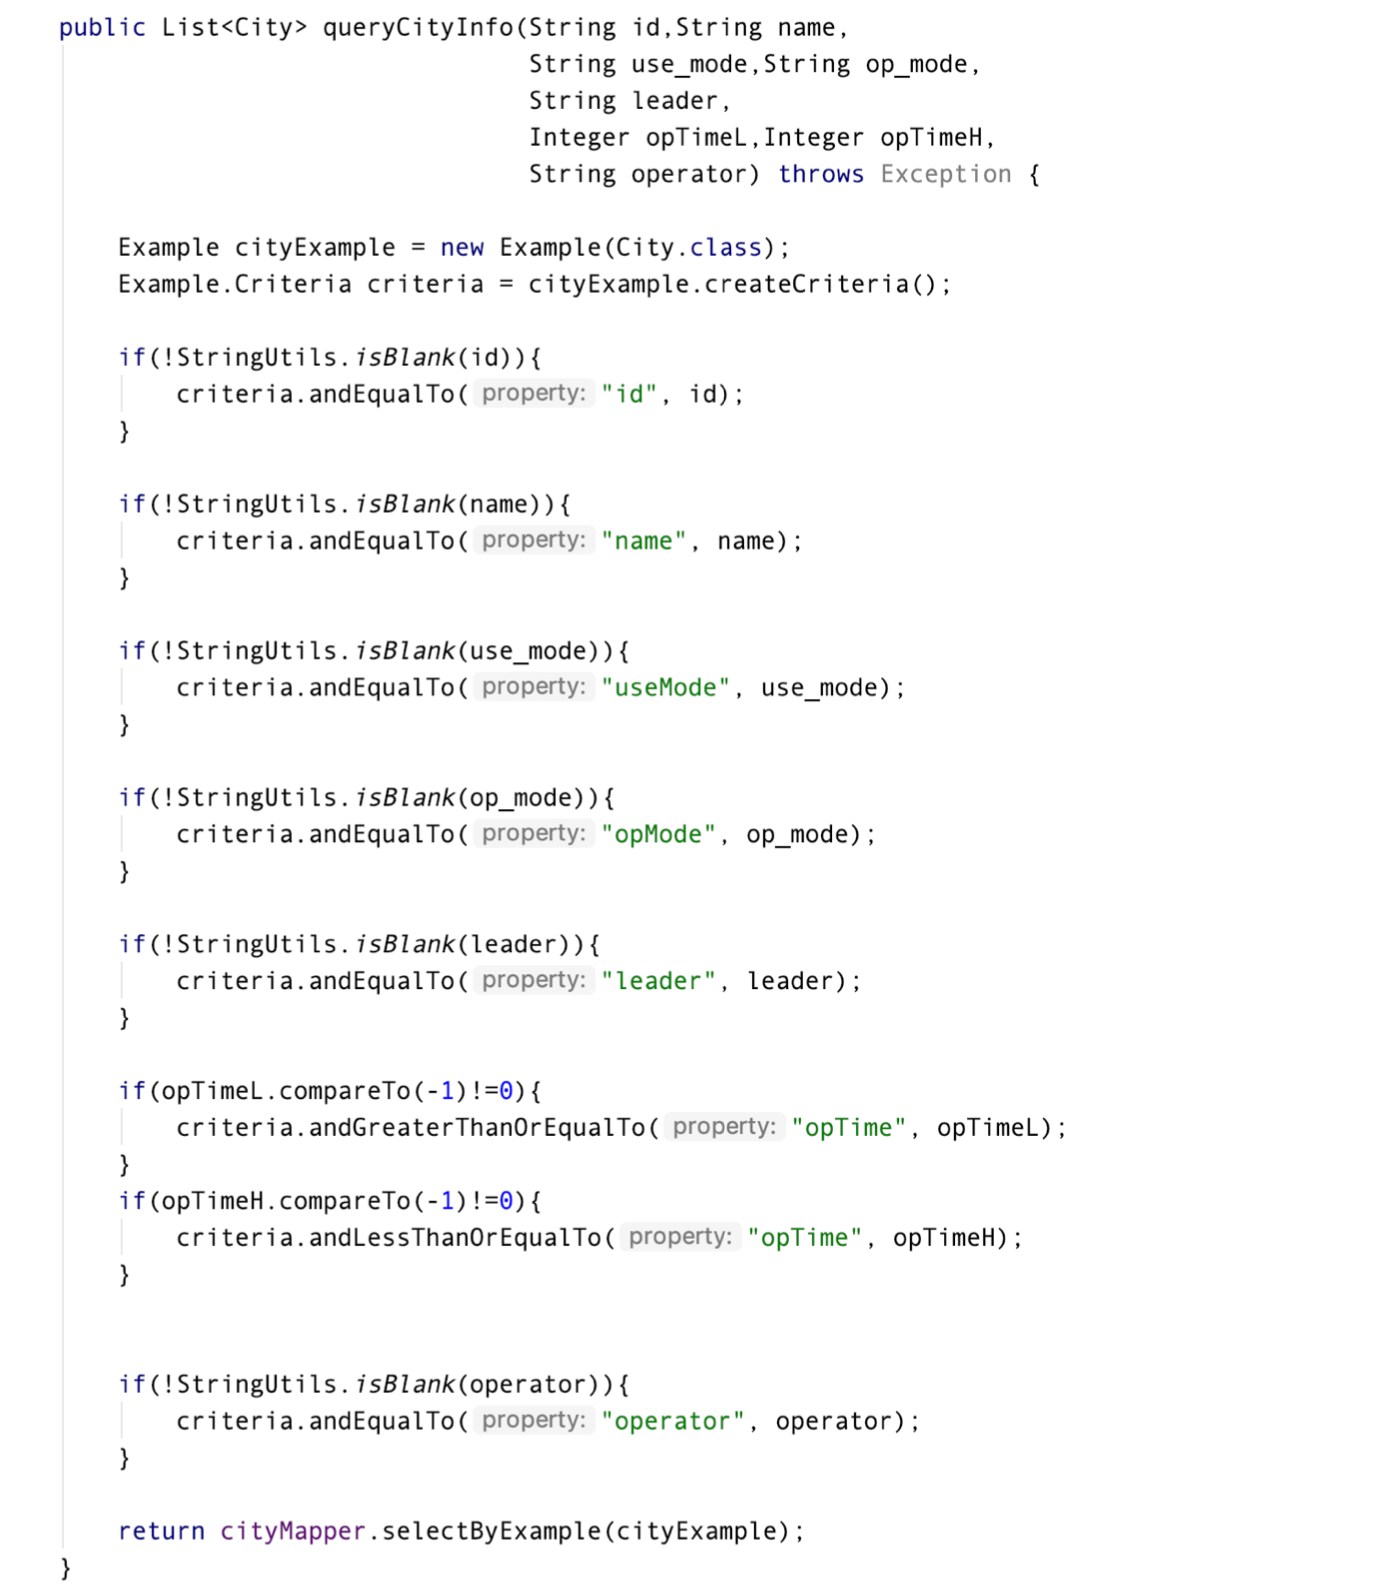 public List<City> queryCityInfo(String id,String name,
String use_mode,String op_mode,
String leader,
Integer opTimeL,Integer opTimeH,
String operator) throws Exception {
Example cityExample = new Example(City.class);
Example.Criteria criteria = cityExample.createCriteria();
if(!StringUtils.isBlank(id)){
criteria.andEqualTo( property: "id", id);
}
if(!StringUtils.isBlank(name)){
criteria.andEqualTo( property: "name", name);
}
if(!StringUtils.isBlank(use_mode)){
criteria.andEqualTo( property: "useMode", use_mode);
}
if(!StringUtils.isBlank(op_mode)){
criteria.andEqualTo( property: "opMode", op_mode);
}
if(!StringUtils.isBlank(leader)){
criteria.andEqualTo( property: "leader", leader);
}
if(opTimeL.compareTo(-1)!=0){
criteria.andGreaterThanOrEqualTo( property: "opTime", opTimeL);
}
if(opTimeH.compareTo(-1)!=0){
criteria.andLessThanOrEqualTo( property: "opTime", opTimeH);
}
if(!StringUtils.isBlank(operator)){
criteria.andEqualTo( property: "operator", operator);
}
return cityMapper.selectByExample(cityExample);
}